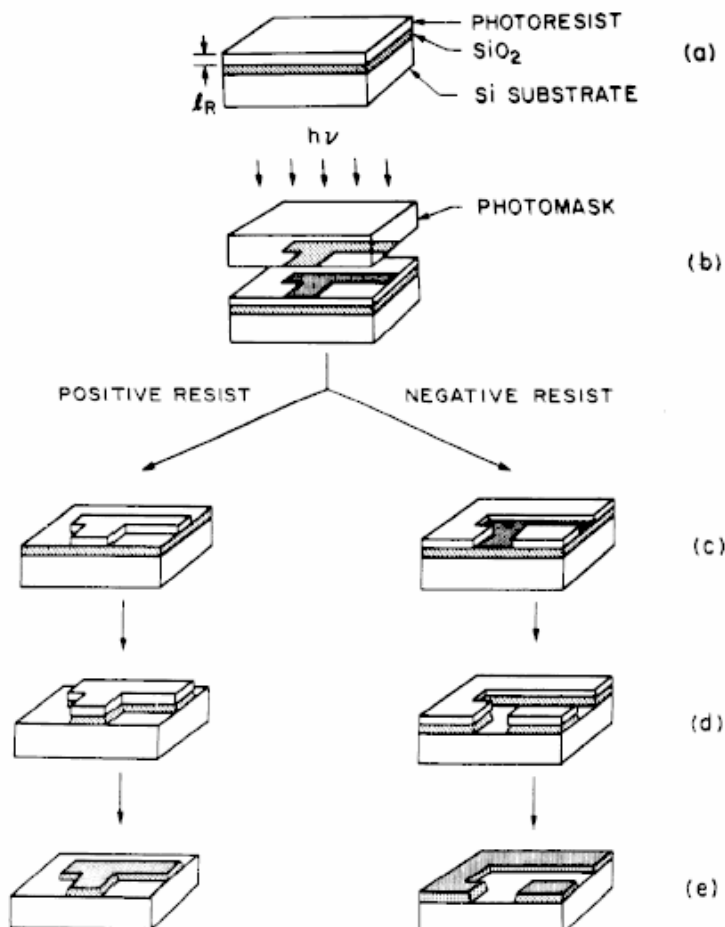 PHOTORESIST
SiO₂
(a)
Si SUBSTRATE
ℓR
hν
PHOTOMASK
(b)
POSITIVE RESIST
NEGATIVE RESIST
(c)
(d)
(e)